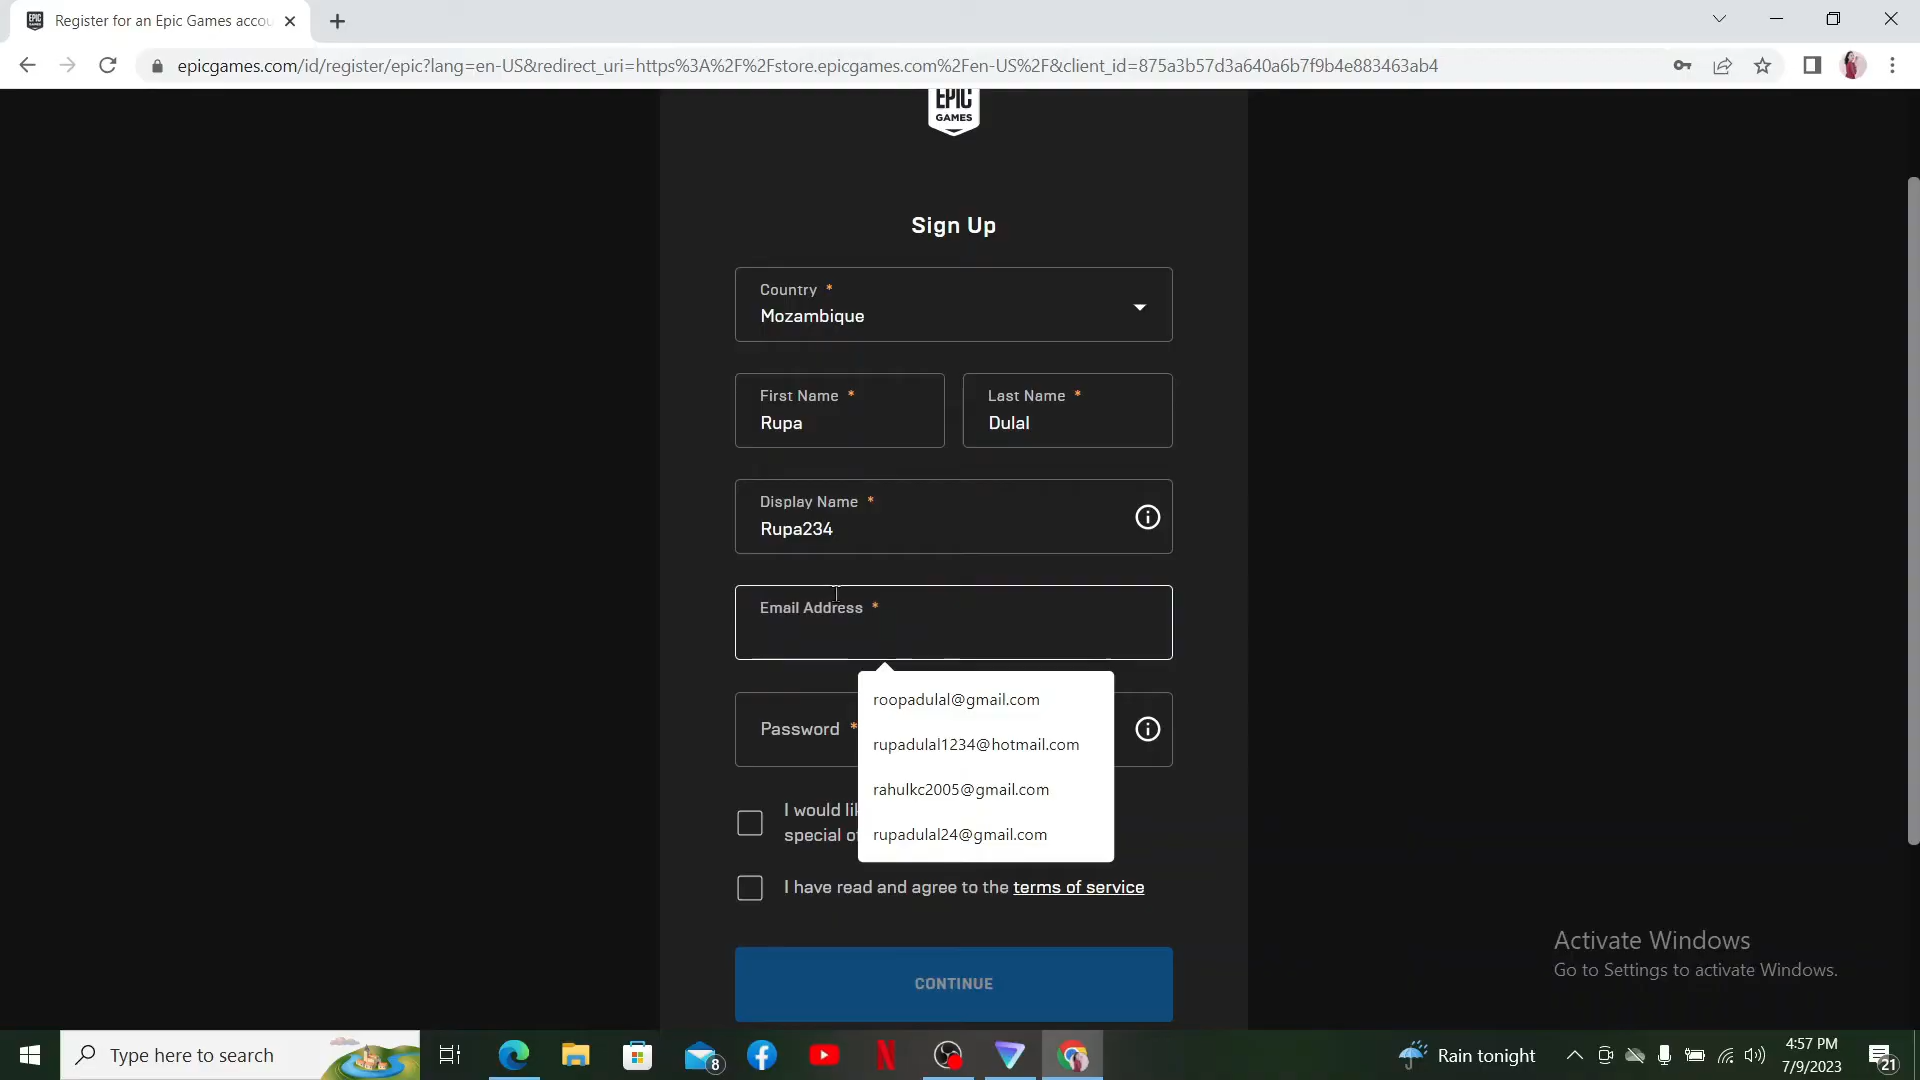 Register for an Epic Games accou
epicgames.com/id/register/epic?lang=en-US&redirect_uri=https%3A%2F%2Fstore.epicgames.com%2Fen-US%2F&client_id=875a3b57d3a640a6b7f9b4e883463ab4
EPIC
GAMES
Sign Up
Country *
Mozambique
First Name *
Rupa
Last Name *
Dulal
Display Name *
Rupa234
Email Address *
roopadulal@gmail.com
rupadulal1234@hotmail.com
rahulkc2005@gmail.com
rupadulal24@gmail.com
Password *
I would lik
special of
I have read and agree to the terms of service
CONTINUE
Activate Windows
Go to Settings to activate Windows.
Type here to search
8
Rain tonight
4:57 PM
7/9/2023
21